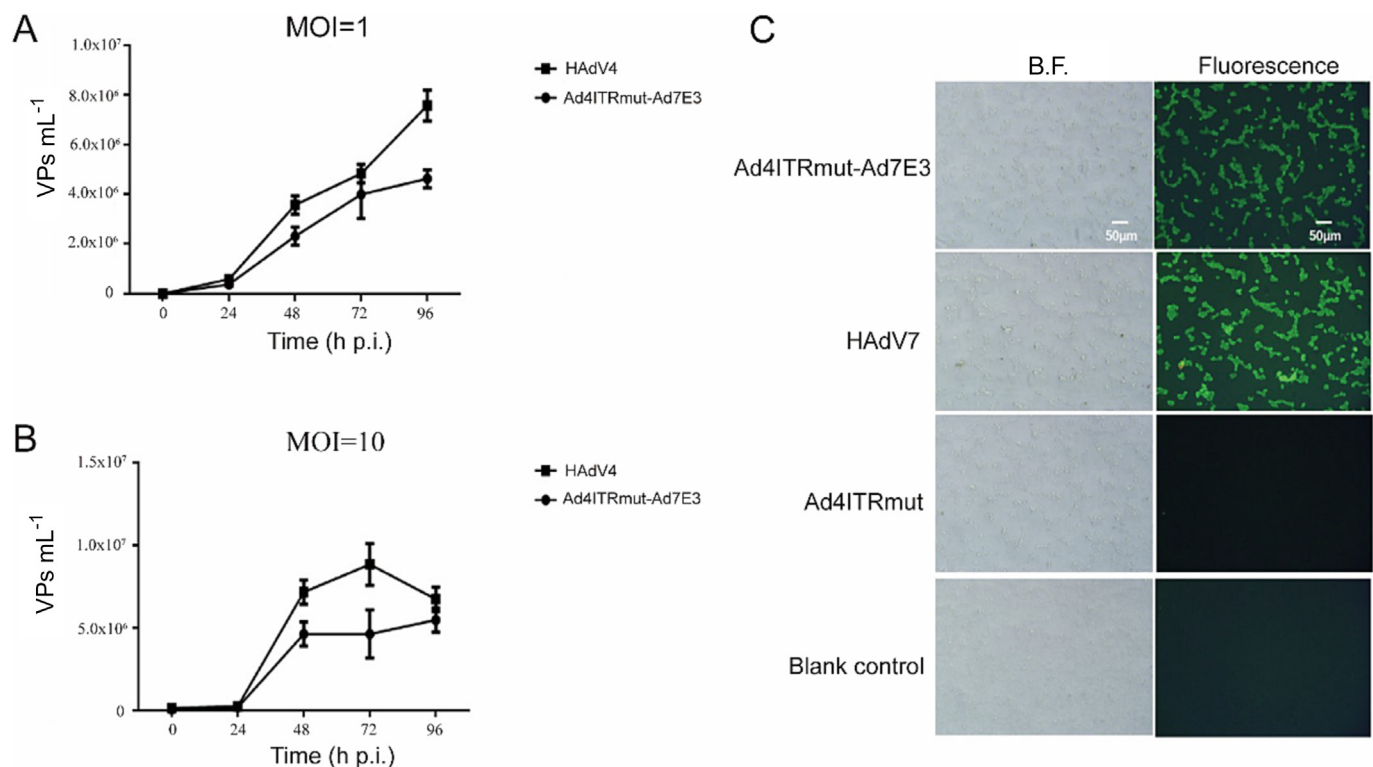 A
MOI=1
1.0x10⁷
8.0x10⁶
6.0x10⁶
4.0x10⁶
2.0x10⁶
0
VPs mL⁻¹
0 24 48 72 96
Time (h p.i.)
HAdV4
Ad4ITRmut-Ad7E3
B
MOI=10
1.5x10⁷
1.0x10⁷
5.0x10⁶
0
VPs mL⁻¹
0 24 48 72 96
Time (h p.i.)
HAdV4
Ad4ITRmut-Ad7E3
C
B.F. Fluorescence
Ad4ITRmut-Ad7E3
50μm 50μm
HAdV7
Ad4ITRmut
Blank control